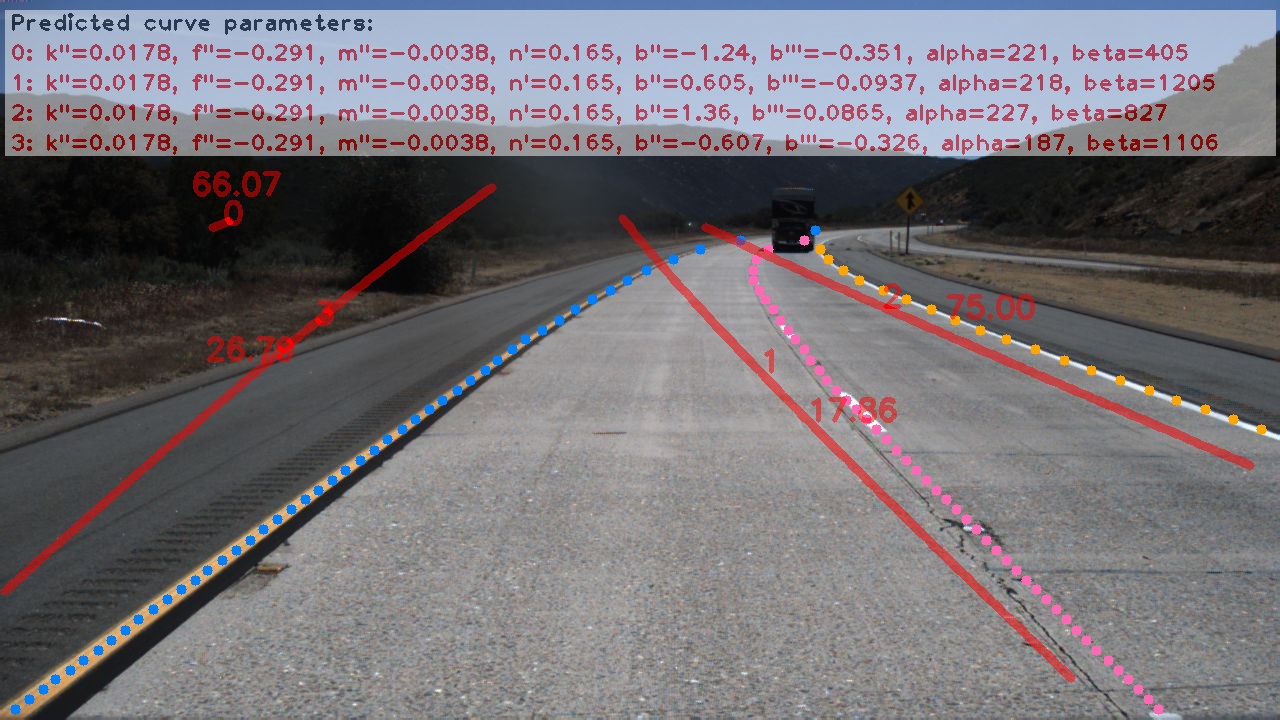 Predicted curve parameters:
0: k''=0.0178, f''=-0.291, m''=-0.0038, n'=0.165, b''=-1.24, b'''=-0.351, alpha=221, beta=405
1: k''=0.0178, f''=-0.291, m''=-0.0038, n'=0.165, b''=0.605, b'''=-0.0937, alpha=218, beta=1205
2: k''=0.0178, f''=-0.291, m''=-0.0038, n'=0.165, b''=1.36, b'''=0.0865, alpha=227, beta=827
3: k''=0.0178, f''=-0.291, m''=-0.0038, n'=0.165, b''=-0.607, b'''=-0.326, alpha=187, beta=1106
66.07
0
2
75.00
3
1
17.86